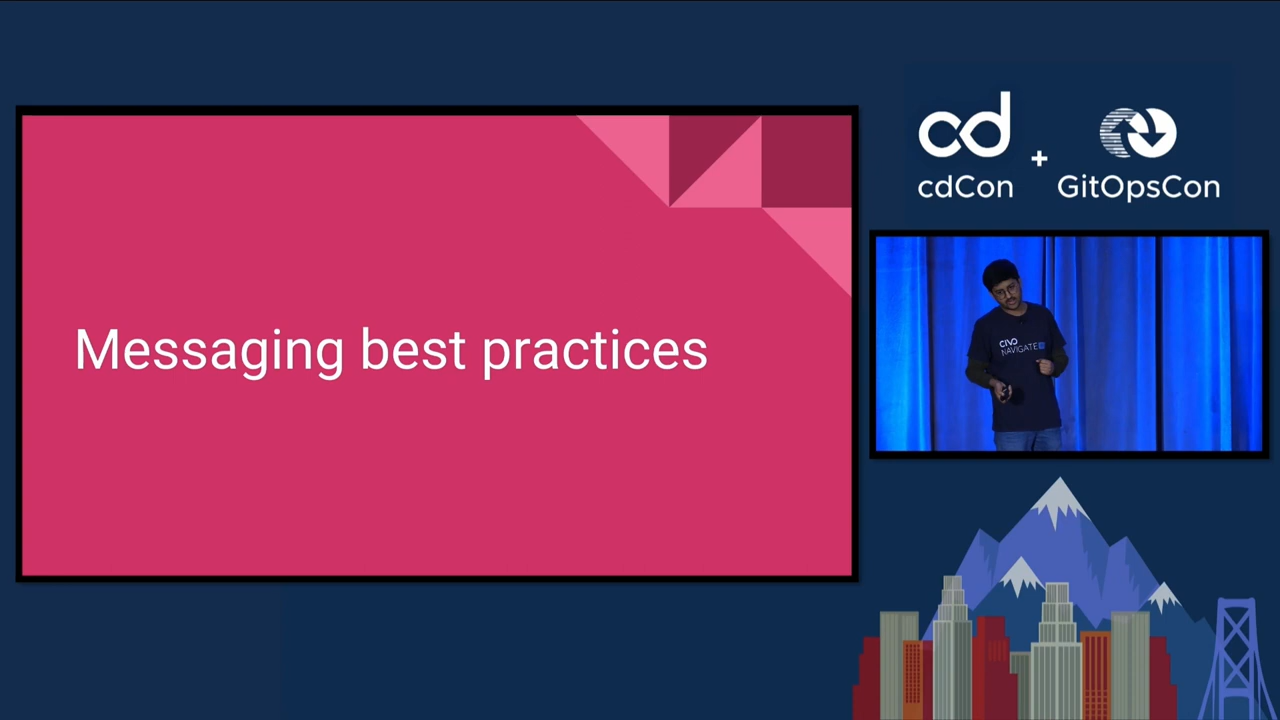 Messaging best practices
cd
cdCon
+
GitOpsCon
CIVO
NAVIGATE